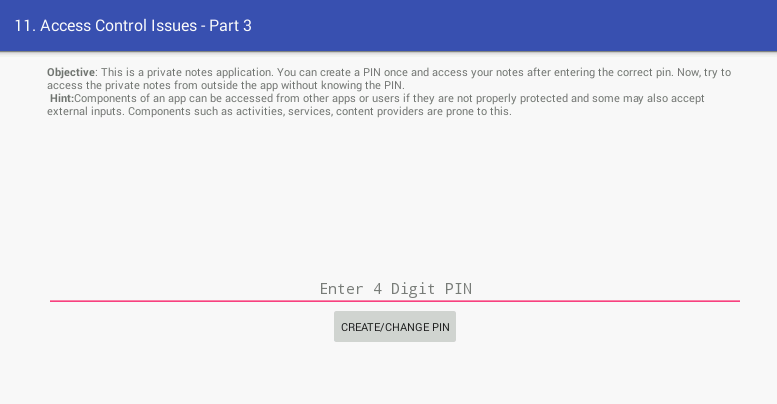 11. Access Control Issues - Part 3
Objective: This is a private notes application. You can create a PIN once and access your notes after entering the correct pin. Now, try to
access the private notes from outside the app without knowing the PIN.
Hint:Components of an app can be accessed from other apps or users if they are not properly protected and some may also accept
external inputs. Components such as activities, services, content providers are prone to this.
Enter 4 Digit PIN
CREATE/CHANGE PIN